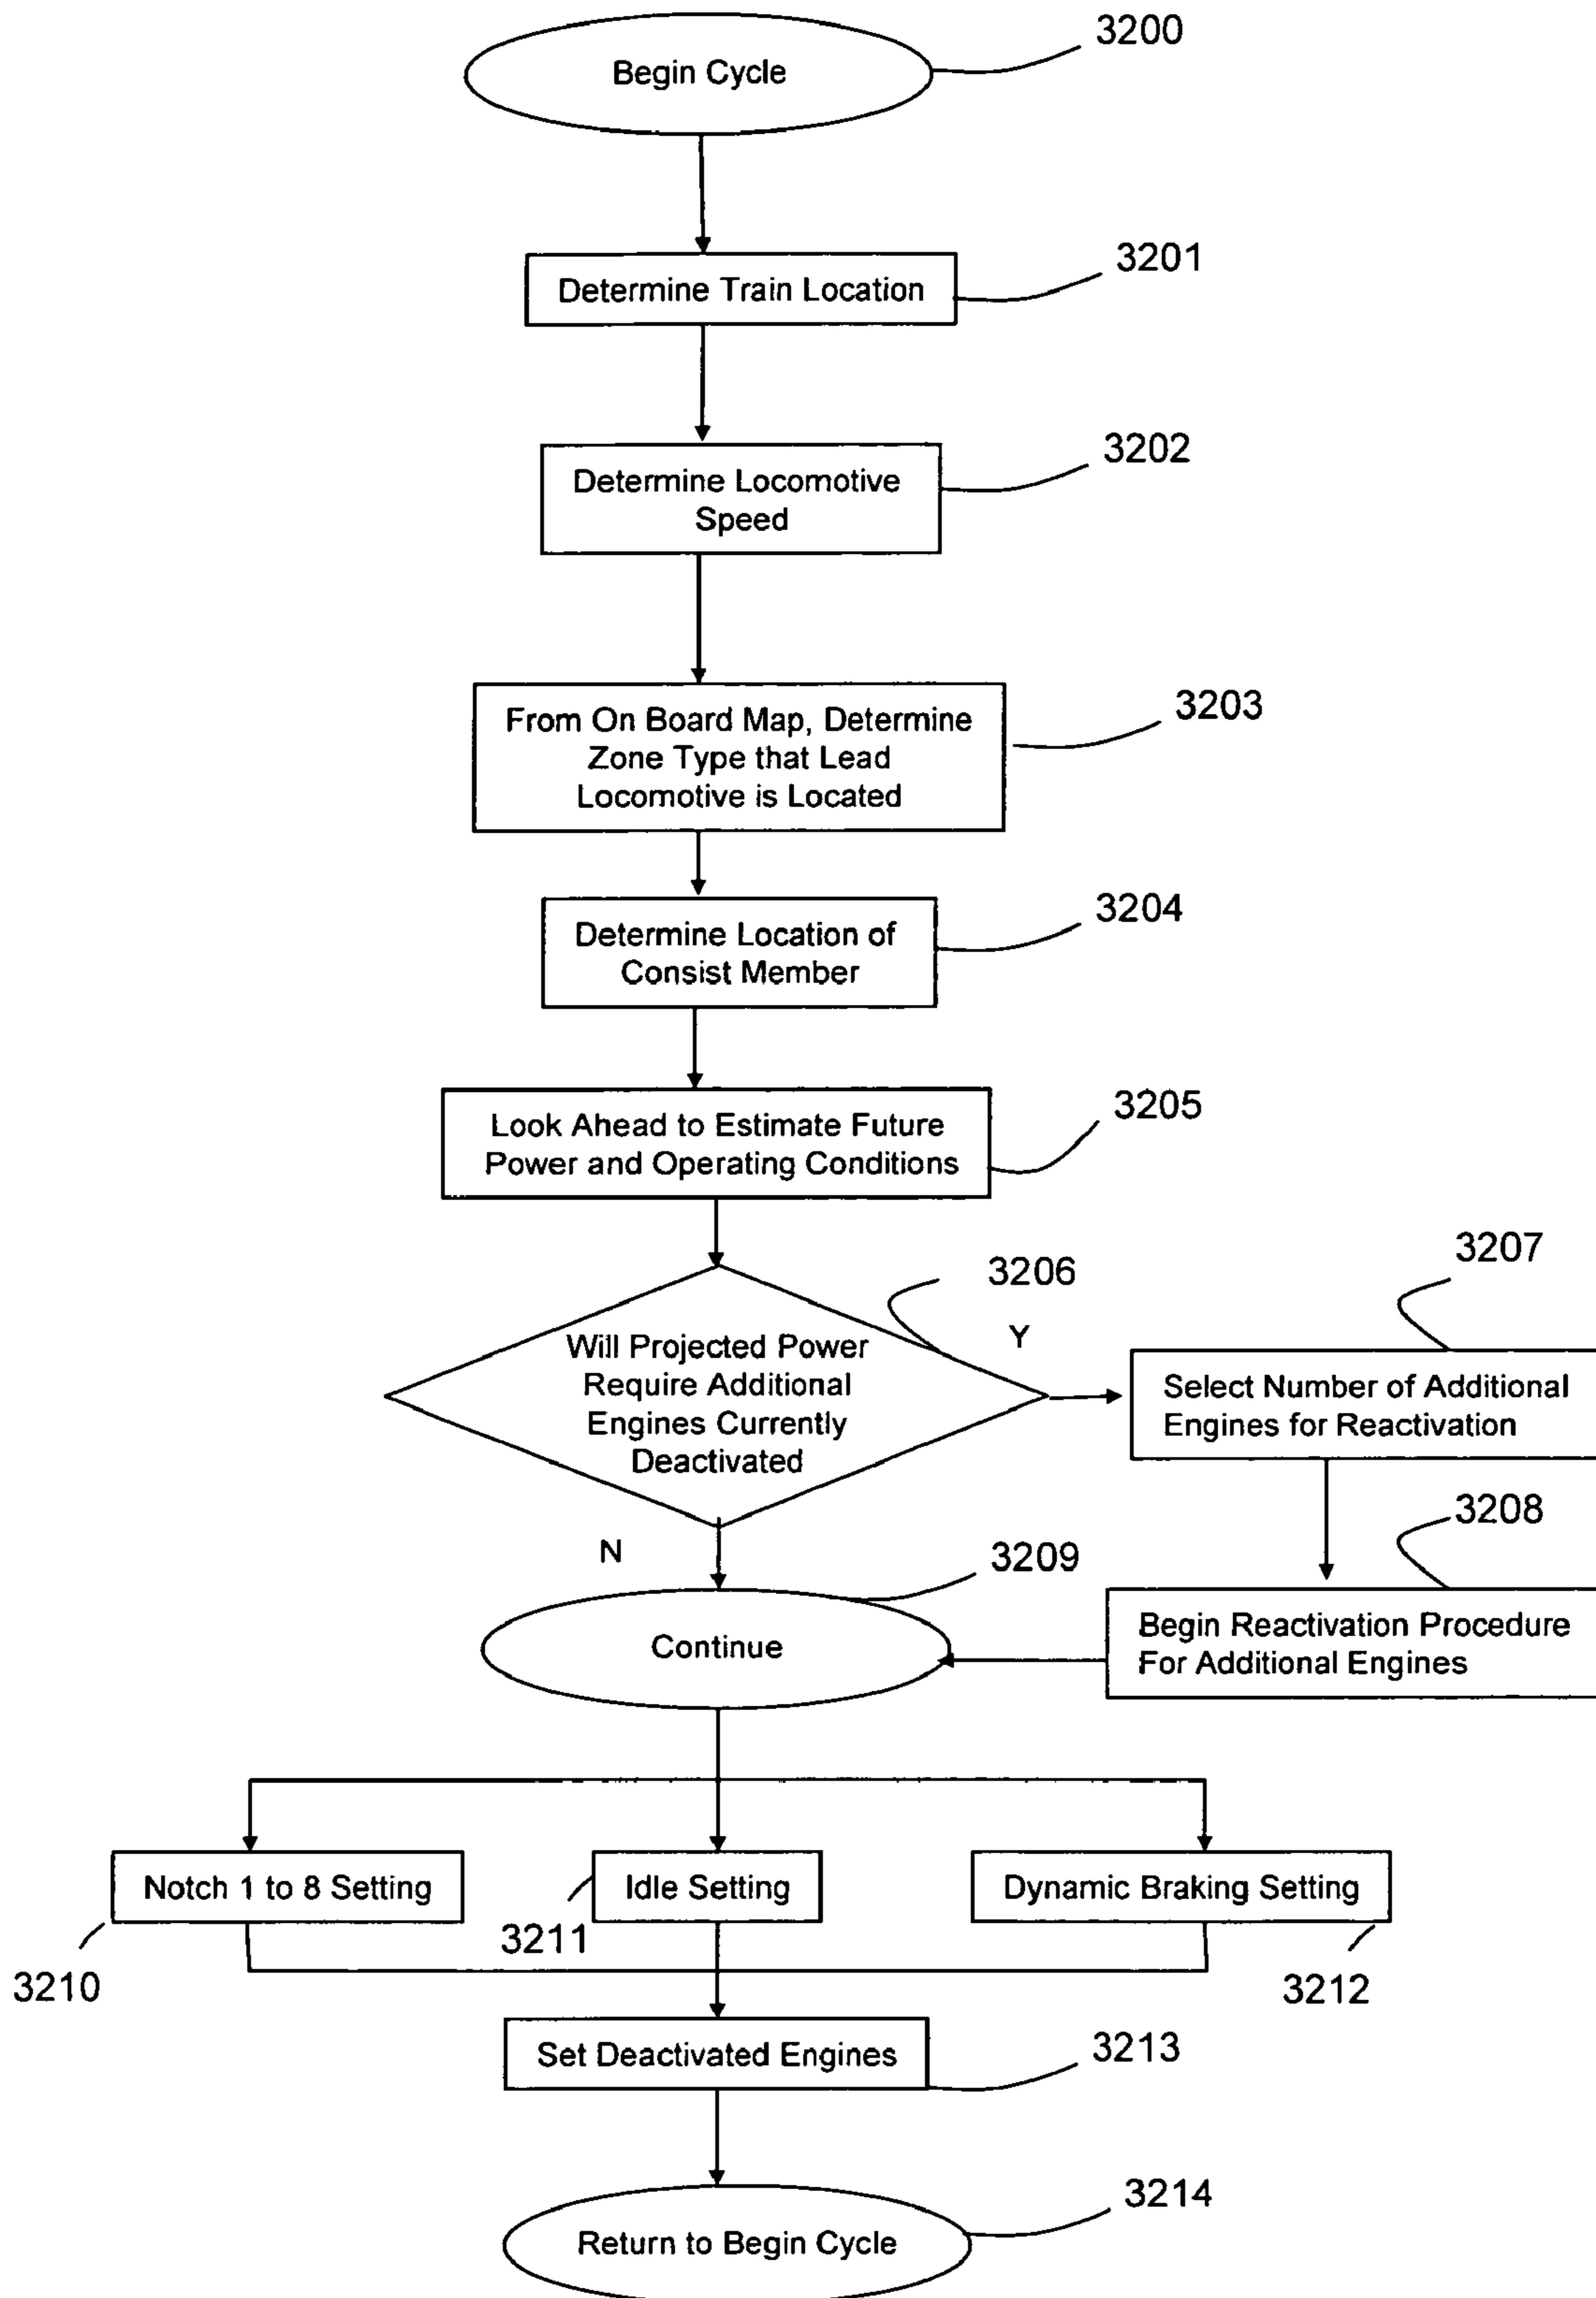 3200
Begin Cycle
3201
Determine Train Location
3202
Determine Locomotive
Speed
3203
From On Board Map, Determine
Zone Type that Lead
Locomotive is Located
3204
Determine Location of
Consist Member
3205
Look Ahead to Estimate Future
Power and Operating Conditions
3206
3207
Will Projected Power
Require Additional
Engines Currently
Deactivated
Y
Select Number of Additional
Engines for Reactivation
N
3208
3209
Continue
Begin Reactivation Procedure
For Additional Engines
Notch 1 to 8 Setting
Idle Setting
Dynamic Braking Setting
3210
3211
3212
Set Deactivated Engines
3213
Return to Begin Cycle
3214